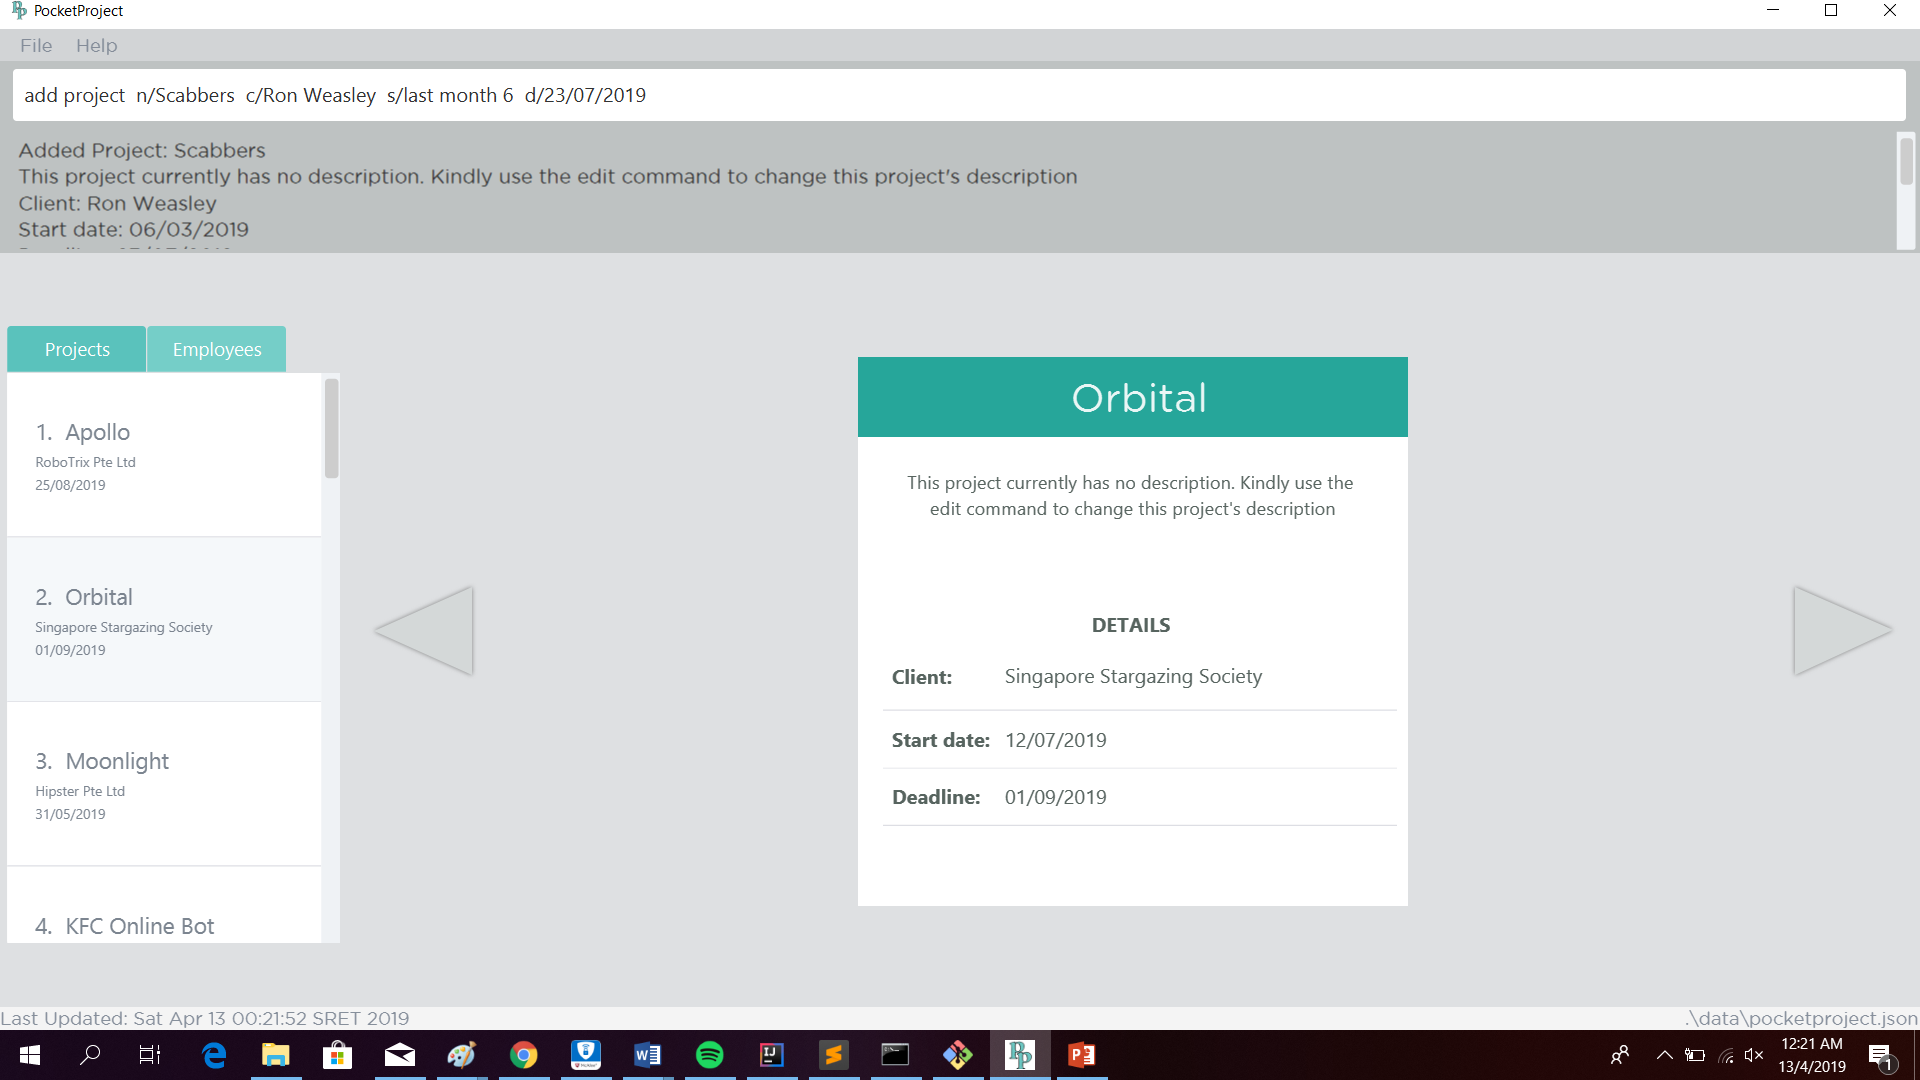 PocketProject
File Help
add project n/Scabbers c/Ron Weasley s/last month 6 d/23/07/2019
Added Project: Scabbers
This project currently has no description. Kindly use the edit command to change this project's description
Client: Ron Weasley
Start date: 06/03/2019
Projects Employees
1. Apollo
RoboTrix Pte Ltd
25/08/2019
2. Orbital
Singapore Stargazing Society
01/09/2019
3. Moonlight
Hipster Pte Ltd
31/05/2019
4. KFC Online Bot
Orbital
This project currently has no description. Kindly use the
edit command to change this project's description
DETAILS
Client: Singapore Stargazing Society
Start date: 12/07/2019
Deadline: 01/09/2019
Last Updated: Sat Apr 13 00:21:52 SRET 2019
.\data\pocketproject.json
12:21 AM
13/4/2019
1